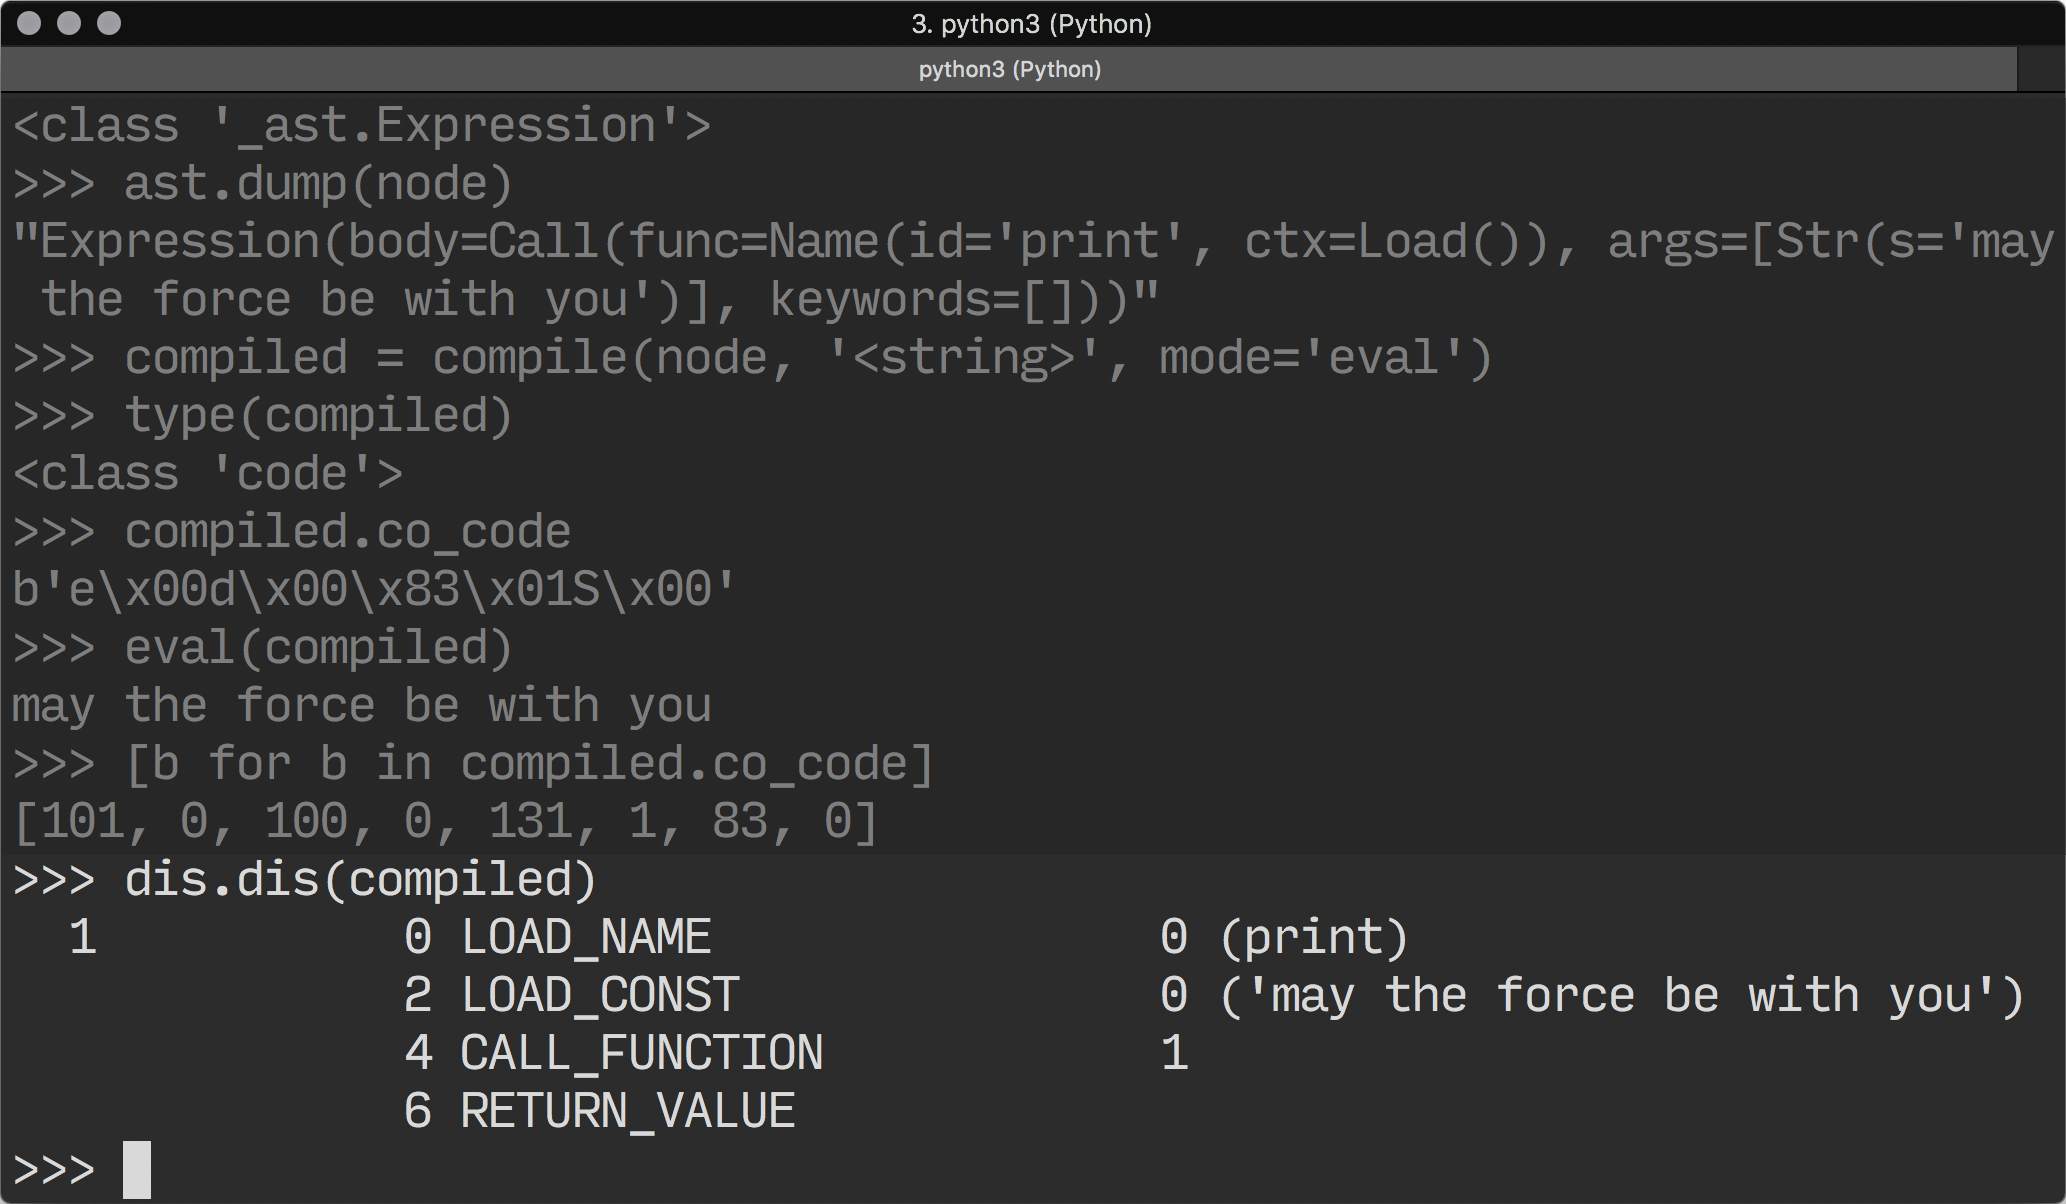 3. python3 (Python)
python3 (Python)
<class '_ast.Expression'>
>>> ast.dump(node)
"Expression(body=Call(func=Name(id='print', ctx=Load()), args=[Str(s='may
 the force be with you')], keywords=[]))"
>>> compiled = compile(node, '<string>', mode='eval')
>>> type(compiled)
<class 'code'>
>>> compiled.co_code
b'e\x00d\x00\x83\x01S\x00'
>>> eval(compiled)
may the force be with you
>>> [b for b in compiled.co_code]
[101, 0, 100, 0, 131, 1, 83, 0]
>>> dis.dis(compiled)
  1           0 LOAD_NAME                0 (print)
              2 LOAD_CONST               0 ('may the force be with you')
              4 CALL_FUNCTION            1
              6 RETURN_VALUE
>>>